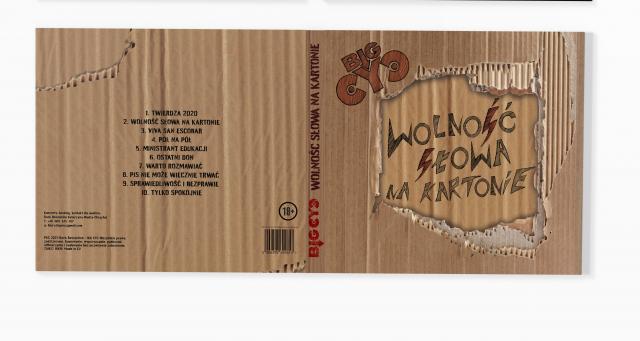 1. TWIERDZA 2020
2. WOLNOŚĆ SŁOWA NA KARTONIE
3. VIVA SAN ESCOBAR
4. PÓŁ NA PÓŁ
5. MINISTRANT EDUKACJI
6. OSTATNI DON
7. WARTO ROZMAWIAĆ
8. PIS NIE MOŻE WIECZNIE TRWAĆ
9. SPRAWIEDLIWOŚĆ I BEZPRAWIE
10. TYLKO SPOKOJNIE
18+
BIG CYC WOLNOŚĆ SŁOWA NA KARTONIE
BIG
CYC
WOLNOŚĆ
SŁOWA
NA KARTONIE